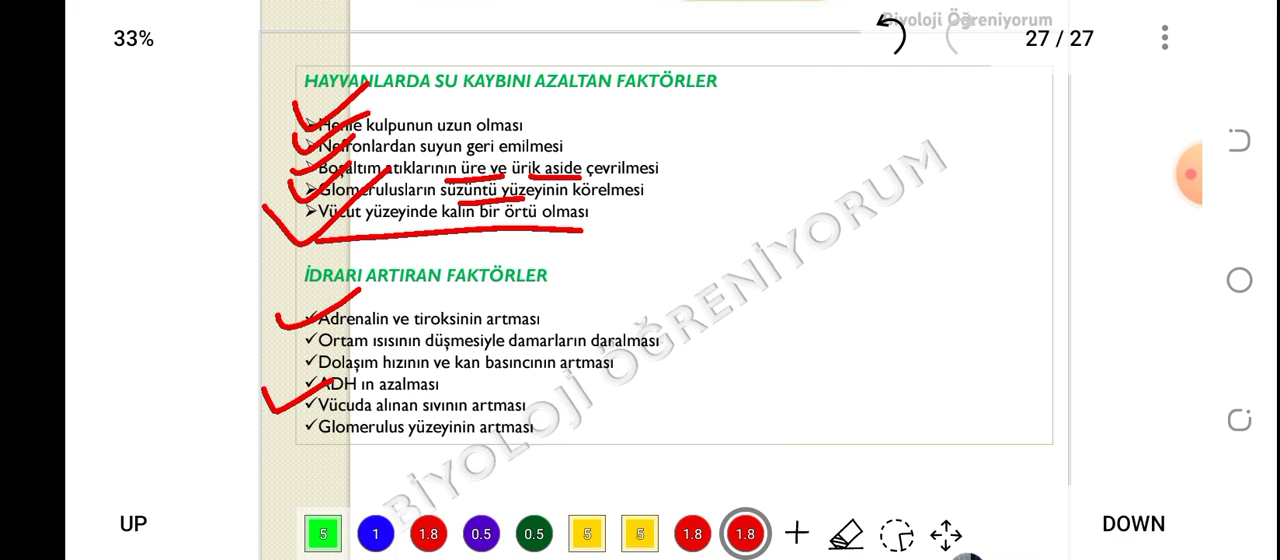 Biyoloji Öğreniyorum
33%
27 / 27
HAYVANLARDA SU KAYBINI AZALTAN FAKTÖRLER
Henle kulpunun uzun olması
Nefronlardan suyun geri emilmesi
Boşaltım atıklarının üre ve ürik aside çevrilmesi
Glomerulusların süzüntü yüzeyinin körelmesi
Vücut yüzeyinde kalın bir örtü olması
İDRARI ARTIRAN FAKTÖRLER
Adrenalin ve tiroksinin artması
Ortam ısısının düşmesiyle damarların daralması
Dolaşım hızının ve kan basıncının artması
ADH ın azalması
Vücuda alınan sıvının artması
Glomerulus yüzeyinin artması
BİYOLOJİ ÖĞRENİYORUM
UP
DOWN
5 1 1.8 0.5 0.5 5 5 1.8 1.8